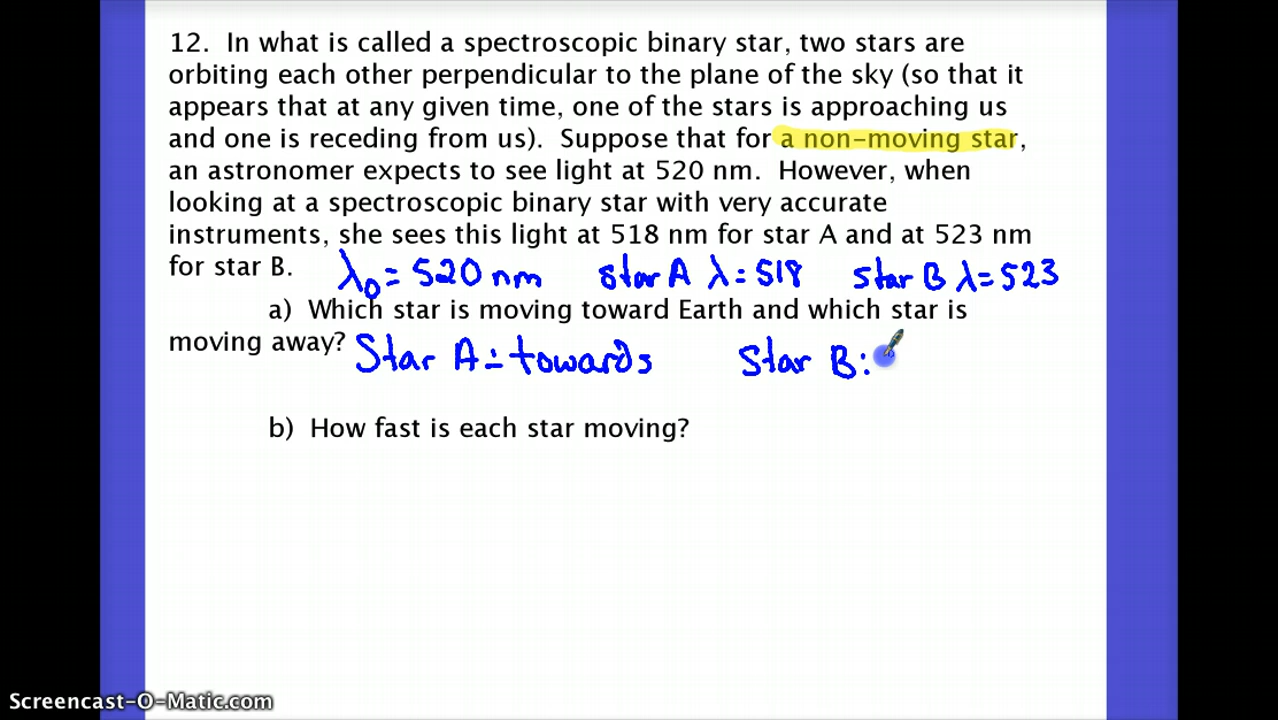 12. In what is called a spectroscopic binary star, two stars are
orbiting each other perpendicular to the plane of the sky (so that it
appears that at any given time, one of the stars is approaching us
and one is receding from us). Suppose that for a non-moving star,
an astronomer expects to see light at 520 nm. However, when
looking at a spectroscopic binary star with very accurate
instruments, she sees this light at 518 nm for star A and at 523 nm
for star B. λ₀ = 520 nm star A λ = 518 star B λ = 523
a) Which star is moving toward Earth and which star is
moving away? Star A: towards Star B:
b) How fast is each star moving?
Screencast-O-Matic.com